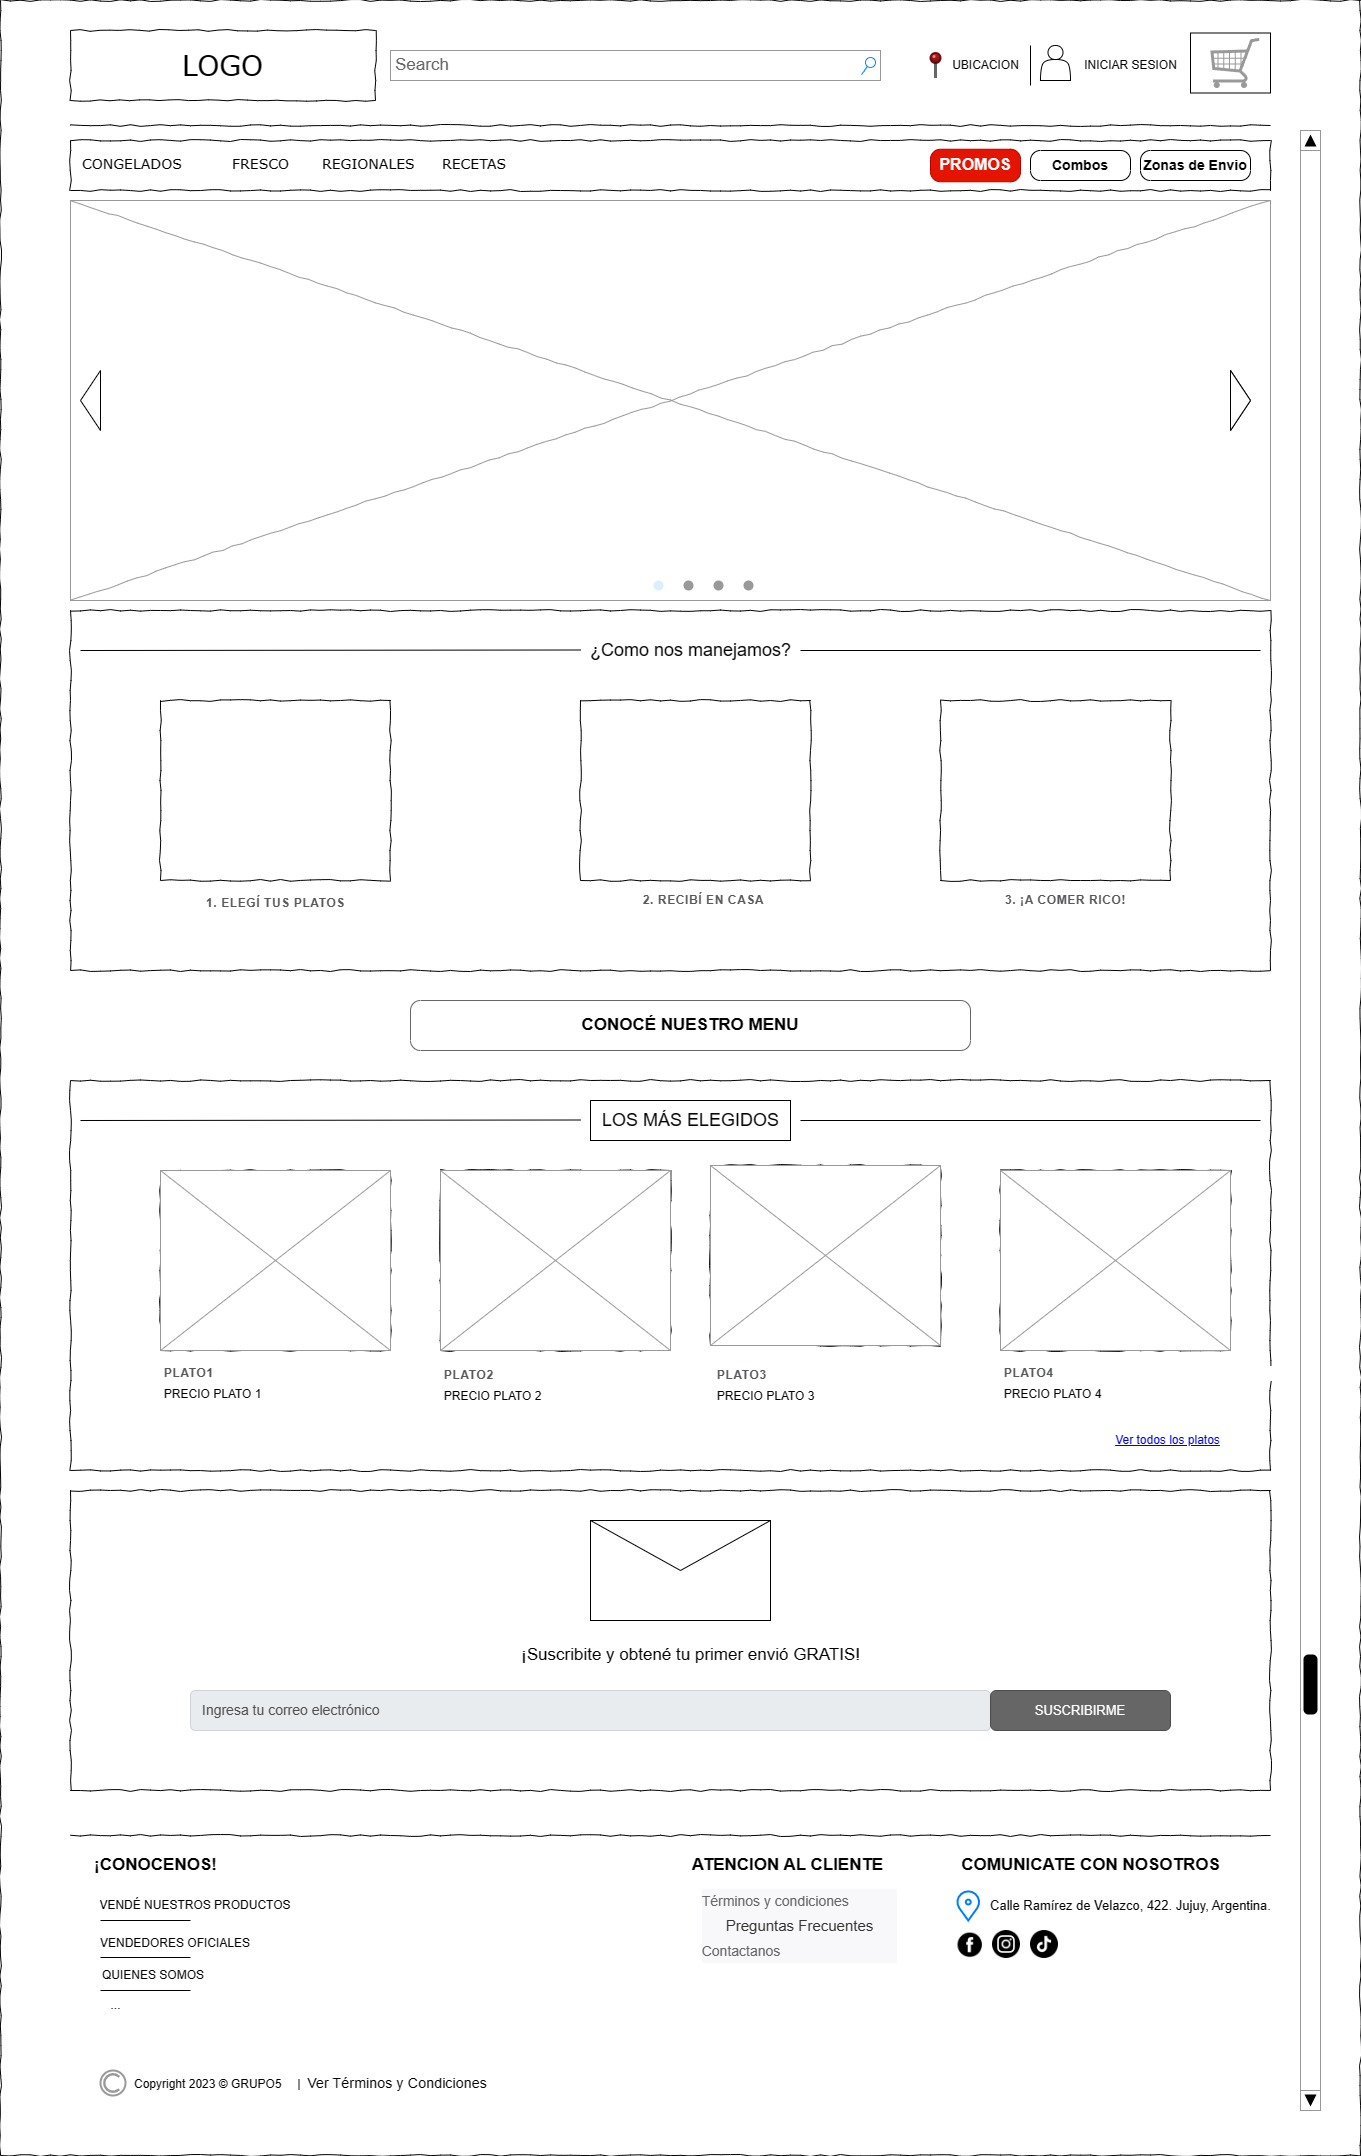 LOGO
Search
UBICACION
INICIAR SESION
CONGELADOS
FRESCO
REGIONALES
RECETAS
PROMOS
Combos
Zonas de Envio
¿Como nos manejamos?
1. ELEGÍ TUS PLATOS
2. RECIBÍ EN CASA
3. ¡A COMER RICO!
CONOCÉ NUESTRO MENU
LOS MÁS ELEGIDOS
PLATO1
PRECIO PLATO 1
PLATO2
PRECIO PLATO 2
PLATO3
PRECIO PLATO 3
PLATO4
PRECIO PLATO 4
Ver todos los platos
¡Suscribite y obtené tu primer envió GRATIS!
Ingresa tu correo electrónico
SUSCRIBIRME
¡CONOCENOS!
VENDÉ NUESTROS PRODUCTOS
VENDEDORES OFICIALES
QUIENES SOMOS
...
ATENCION AL CLIENTE
Términos y condiciones
Preguntas Frecuentes
Contactanos
COMUNICATE CON NOSOTROS
Calle Ramírez de Velazco, 422. Jujuy, Argentina.
© Copyright 2023 © GRUPO5 | Ver Términos y Condiciones